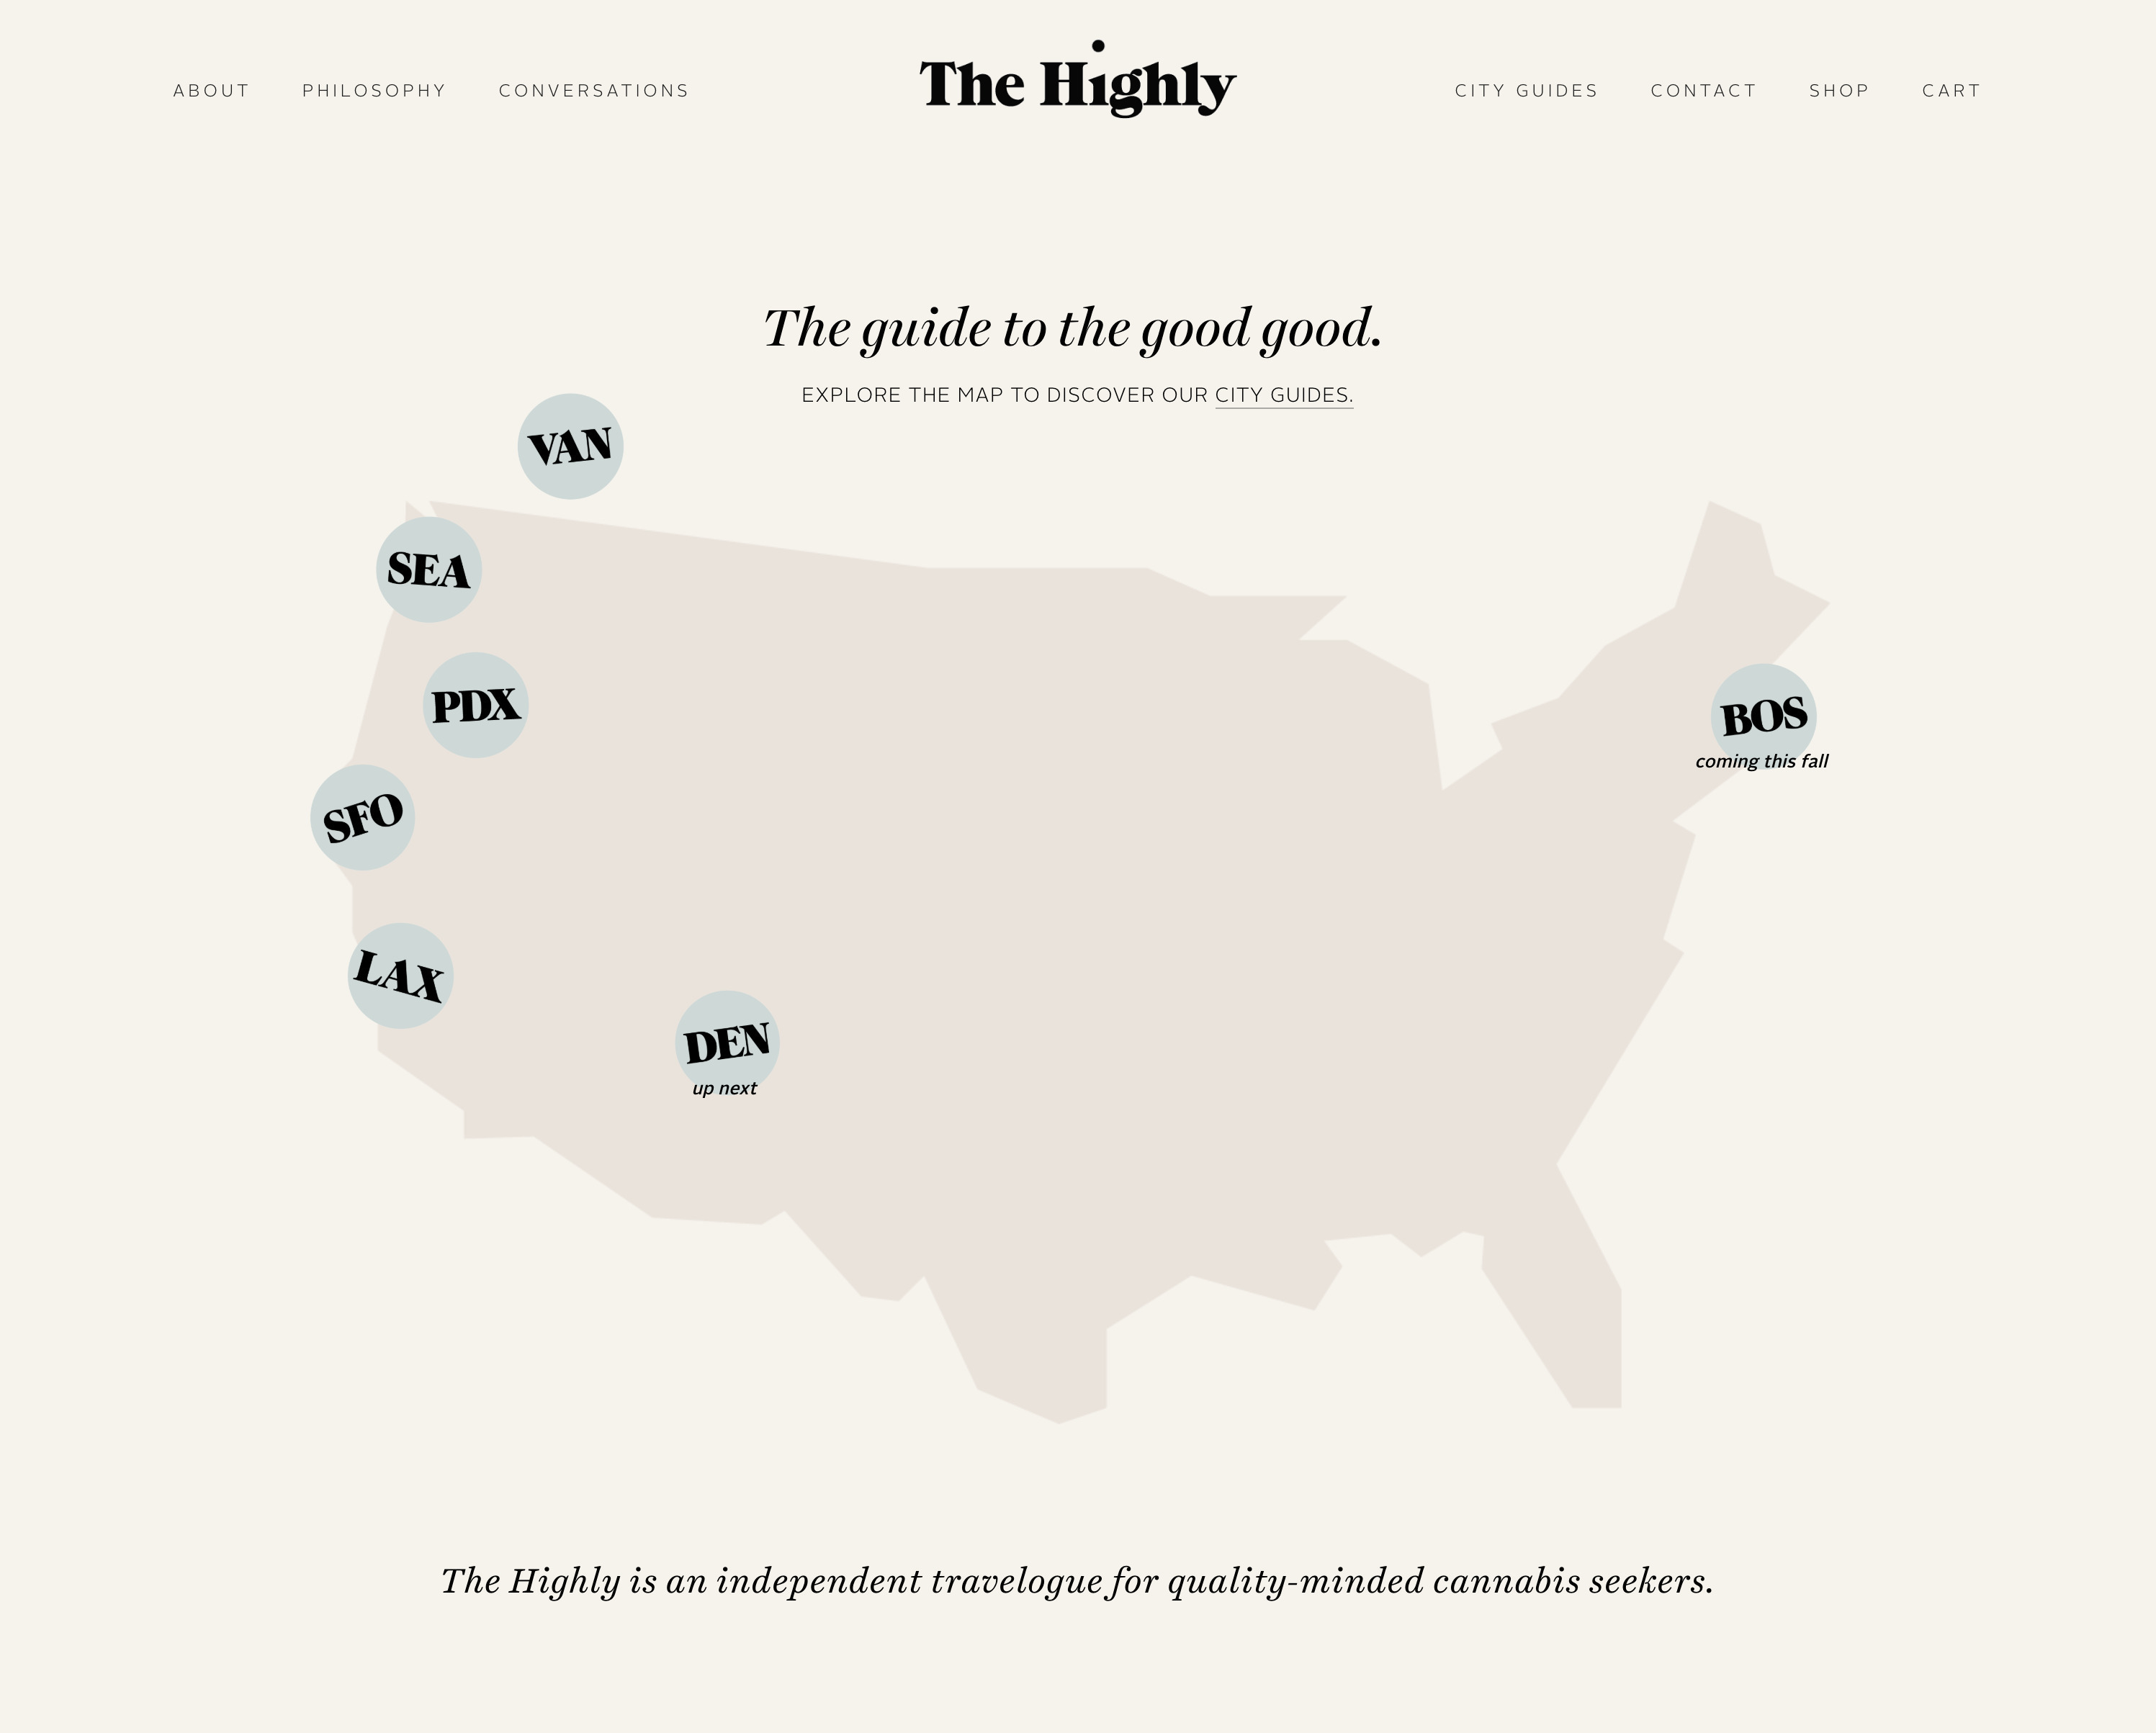 ABOUT PHILOSOPHY CONVERSATIONS The Highly CITY GUIDES CONTACT SHOP CART
The guide to the good good.
EXPLORE THE MAP TO DISCOVER OUR CITY GUIDES.
VAN
SEA
PDX
BOS
coming this fall
SFO
LAX
DEN
up next
The Highly is an independent travelogue for quality-minded cannabis seekers.